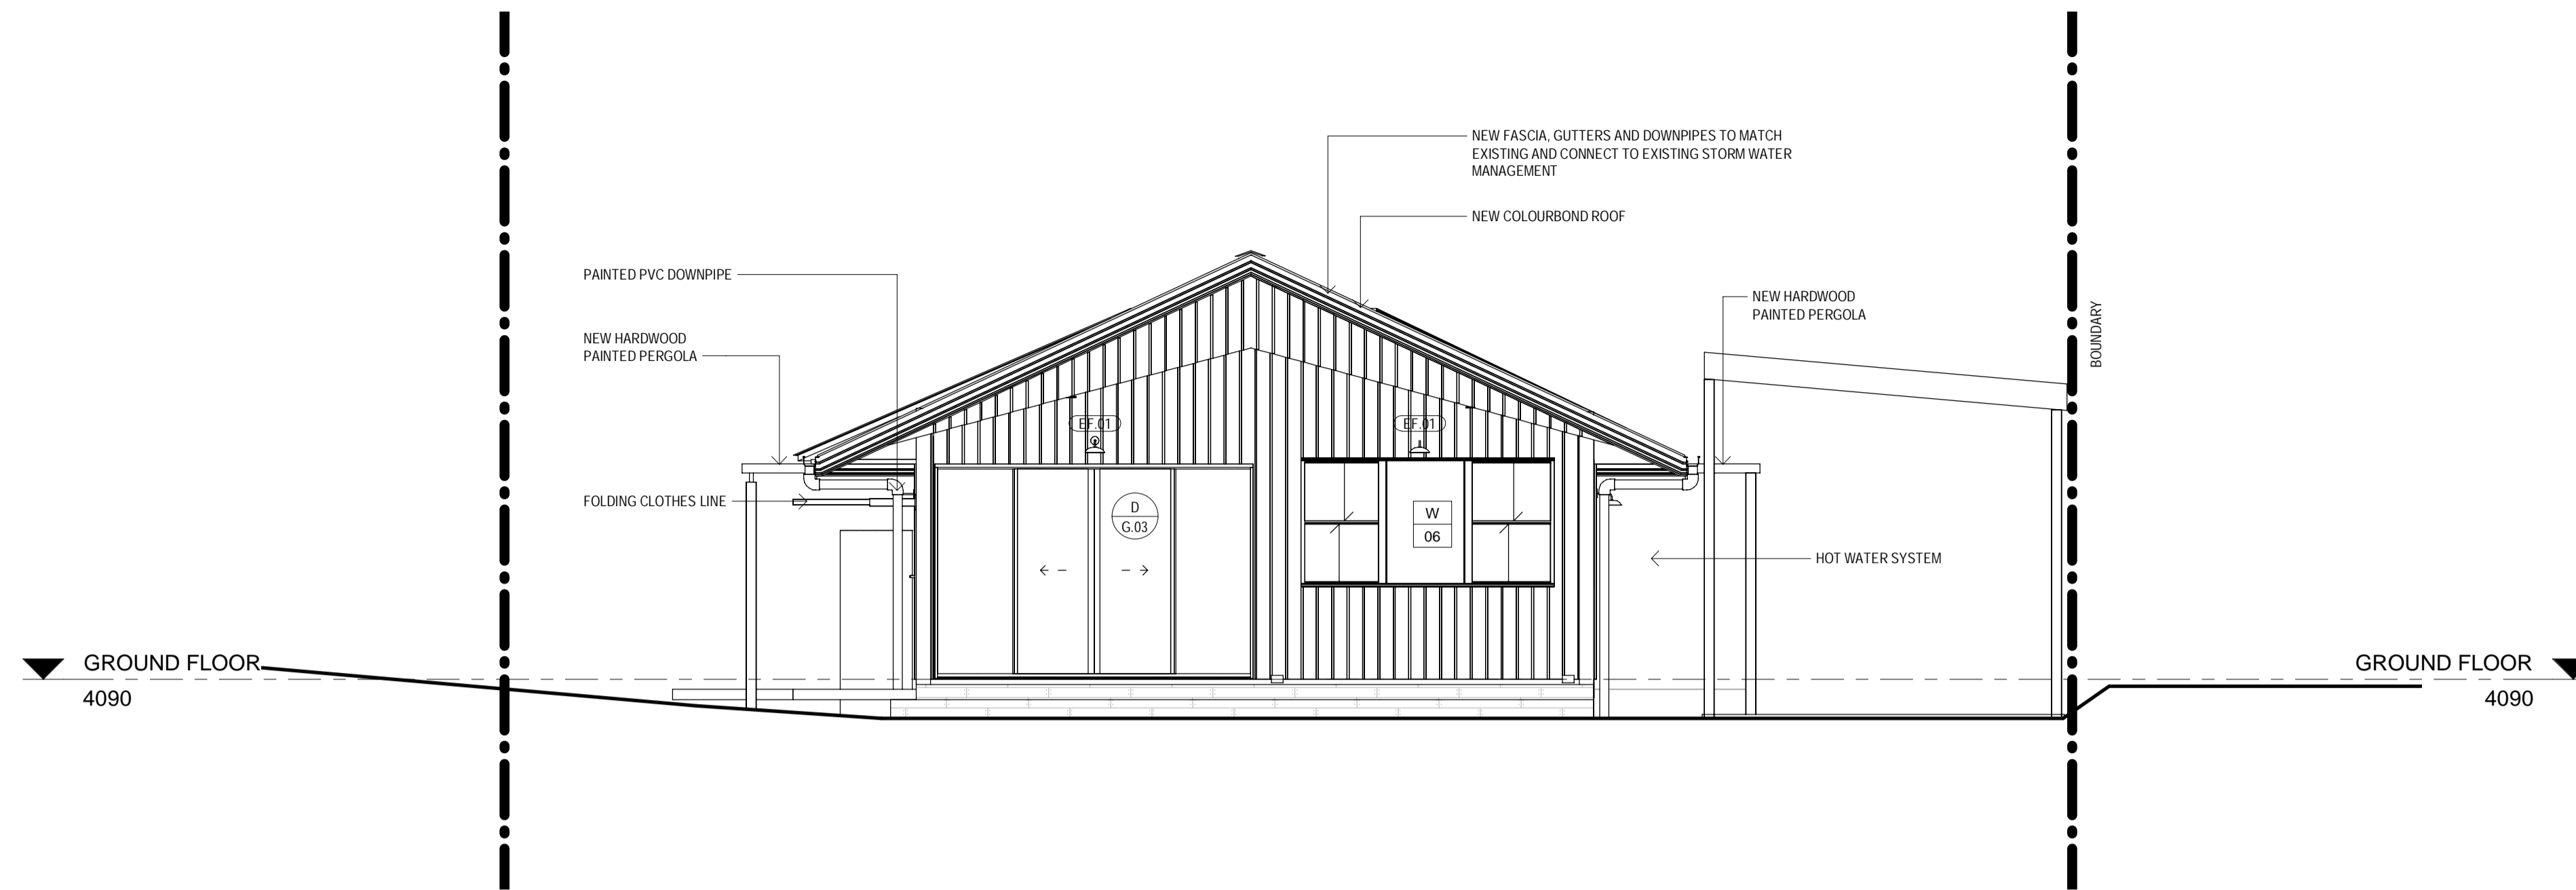 NEW FASCIA, GUTTERS AND DOWNPIPES TO MATCH
EXISTING AND CONNECT TO EXISTING STORM WATER
MANAGEMENT
NEW COLOURBOND ROOF
PAINTED PVC DOWNPIPE
NEW HARDWOOD
PAINTED PERGOLA
NEW HARDWOOD
PAINTED PERGOLA
BOUNDARY
EF.01
EF.01
FOLDING CLOTHES LINE
D
G.03
W
06
HOT WATER SYSTEM
GROUND FLOOR
4090
GROUND FLOOR
4090